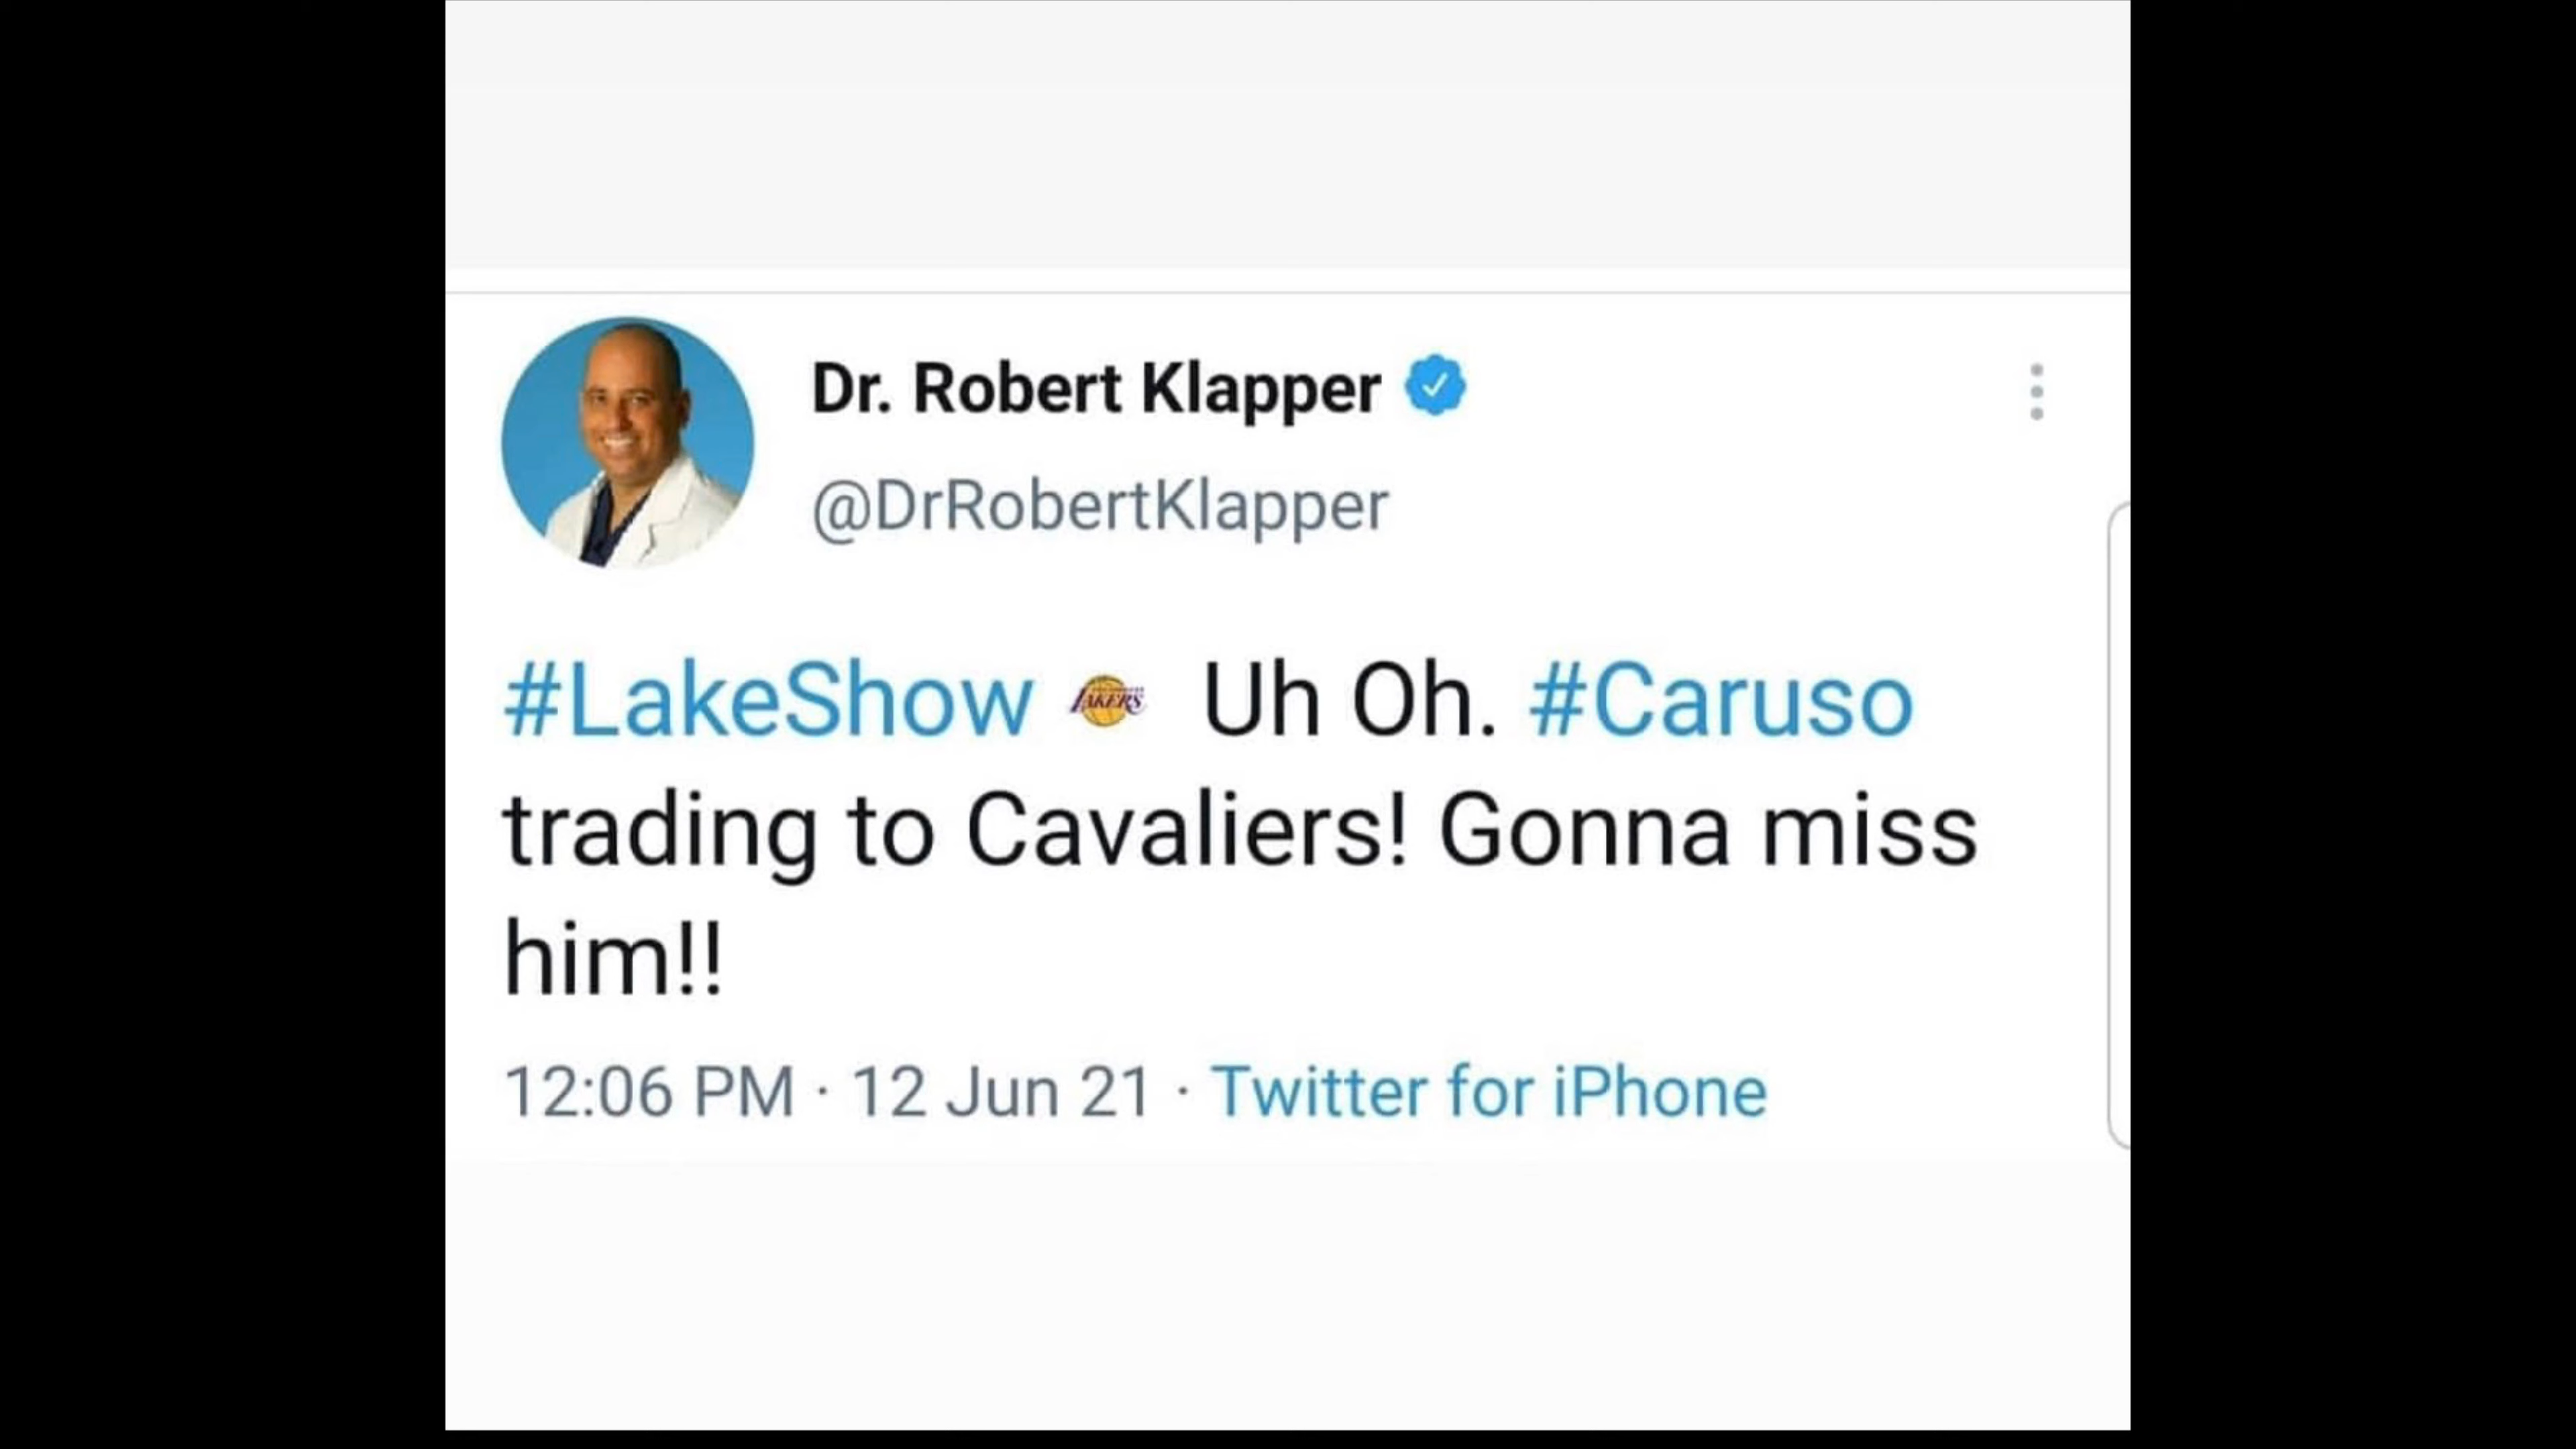 Dr. Robert Klapper
@DrRobertKlapper
#LakeShow LAKERS Uh Oh. #Caruso
trading to Cavaliers! Gonna miss
him!!
12:06 PM · 12 Jun 21 · Twitter for iPhone